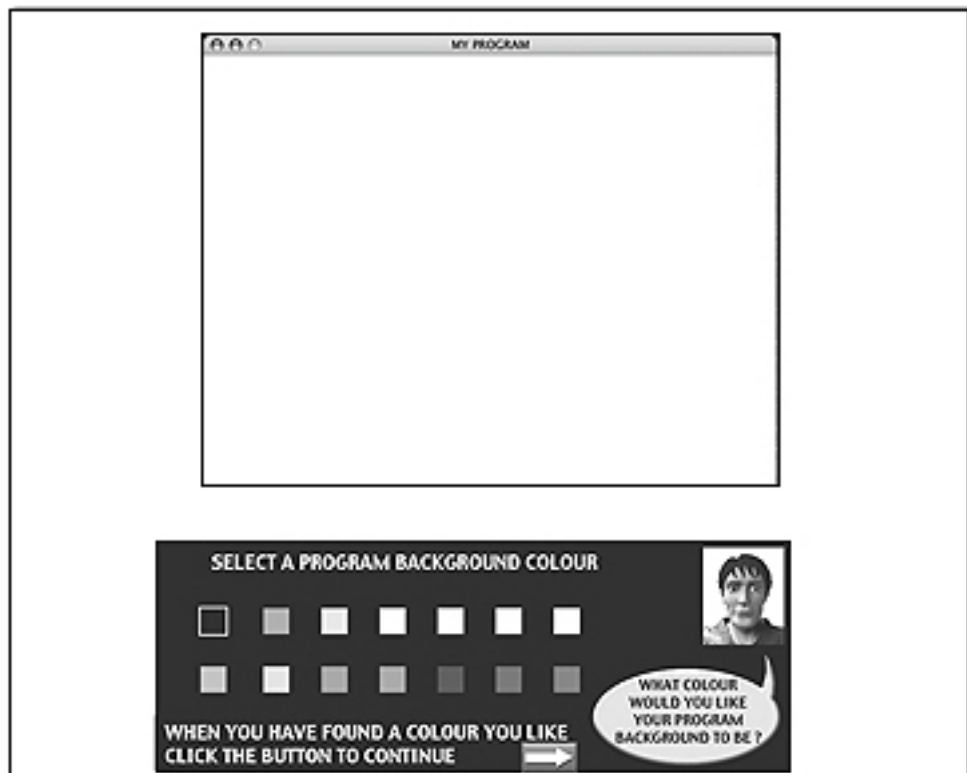 MY PROGRAM
SELECT A PROGRAM BACKGROUND COLOUR
WHEN YOU HAVE FOUND A COLOUR YOU LIKE
CLICK THE BUTTON TO CONTINUE
WHAT COLOUR
WOULD YOU LIKE
YOUR PROGRAM
BACKGROUND TO BE ?